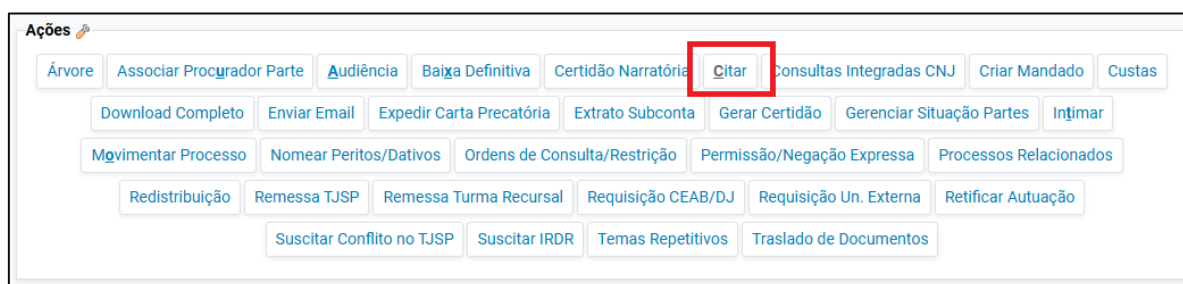 Ações
Árvore Associar Procurador Parte Audiência Baixa Definitiva Certidão Narratória Citar Consultas Integradas CNJ Criar Mandado Custas
Download Completo Enviar Email Expedir Carta Precatória Extrato Subconta Gerar Certidão Gerenciar Situação Partes Intimar
Movimentar Processo Nomear Peritos/Dativos Ordens de Consulta/Restrição Permissão/Negação Expressa Processos Relacionados
Redistribuição Remessa TJSP Remessa Turma Recursal Requisição CEAB/DJ Requisição Un. Externa Retificar Autuação
Suscitar Conflito no TJSP Suscitar IRDR Temas Repetitivos Traslado de Documentos